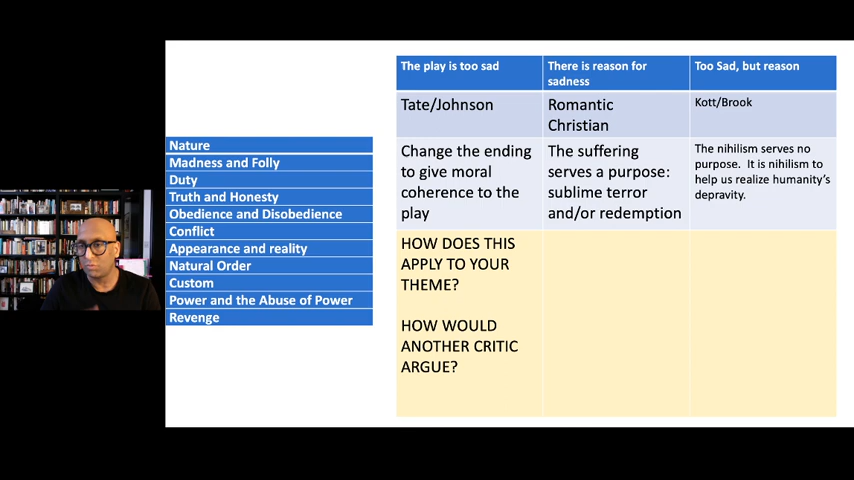 Nature
Madness and Folly
Duty
Truth and Honesty
Obedience and Disobedience
Conflict
Appearance and reality
Natural Order
Custom
Power and the Abuse of Power
Revenge
The play is too sad
There is reason for
sadness
Too Sad, but reason
Tate/Johnson
Romantic
Christian
Kott/Brook
Change the ending
to give moral
coherence to the
play
The suffering
serves a purpose:
sublime terror
and/or redemption
The nihilism serves no
purpose. It is nihilism to
help us realize humanity's
depravity.
HOW DOES THIS
APPLY TO YOUR
THEME?
HOW WOULD
ANOTHER CRITIC
ARGUE?